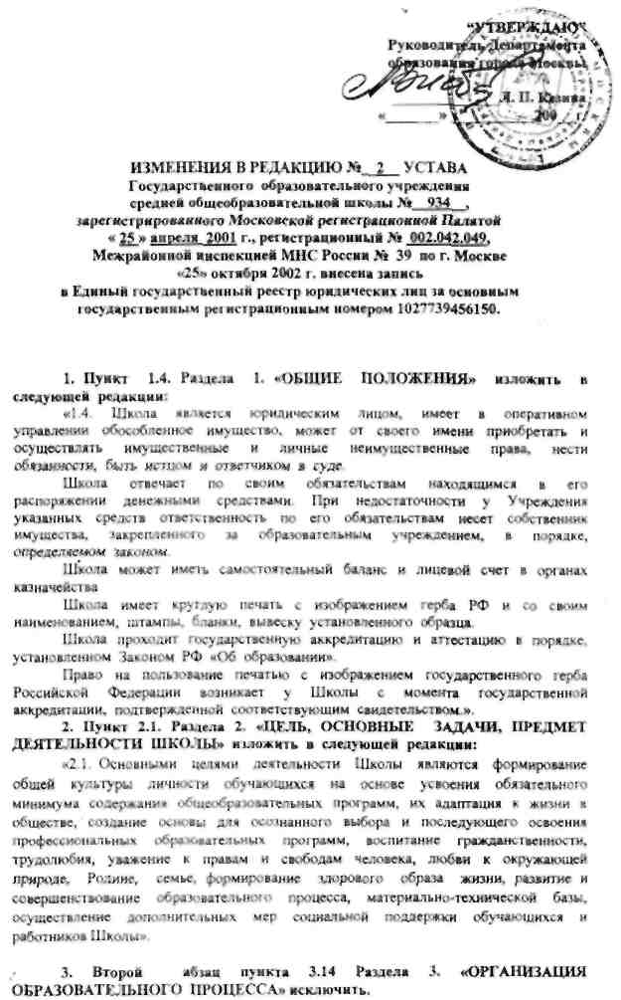 “УТВЕРЖДАЮ”
Руководитель Департамента
образования города Москвы
Л. П. Кезина
« » 200 г.
ИЗМЕНЕНИЯ В РЕДАКЦИЮ № 2 УСТАВА
Государственного образовательного учреждения
средней общеобразовательной школы № 934 ,
зарегистрированного Московской регистрационной Палатой
« 25 » апреля 2001 г., регистрационный № 002.042.049,
Межрайонной инспекцией МНС России № 39 по г. Москве
«25» октября 2002 г. внесена запись
в Единый государственный реестр юридических лиц за основным
государственным регистрационным номером 1027739456150.
1. Пункт 1.4. Раздела 1. «ОБЩИЕ ПОЛОЖЕНИЯ» изложить в
следующей редакции:
«1.4. Школа является юридическим лицом, имеет в оперативном
управлении обособленное имущество, может от своего имени приобретать и
осуществлять имущественные и личные неимущественные права, нести
обязанности, быть истцом и ответчиком в суде.
Школа отвечает по своим обязательствам находящимся в его
распоряжении денежными средствами. При недостаточности у Учреждения
указанных средств ответственность по его обязательствам несет собственник
имущества, закрепленного за образовательным учреждением, в порядке,
определяемом законом.
Школа может иметь самостоятельный баланс и лицевой счет в органах
казначейства
Школа имеет круглую печать с изображением герба РФ и со своим
наименованием, штампы, бланки, вывеску установленного образца.
Школа проходит государственную аккредитацию и аттестацию в порядке,
установленном Законом РФ «Об образовании».
Право на пользование печатью с изображением государственного герба
Российской Федерации возникает у Школы с момента государственной
аккредитации, подтвержденной соответствующим свидетельством.».
2. Пункт 2.1. Раздела 2. «ЦЕЛЬ, ОСНОВНЫЕ ЗАДАЧИ, ПРЕДМЕТ
ДЕЯТЕЛЬНОСТИ ШКОЛЫ» изложить в следующей редакции:
«2.1. Основными целями деятельности Школы являются формирование
общей культуры личности обучающихся на основе усвоения обязательного
минимума содержания общеобразовательных программ, их адаптация к жизни в
обществе, создание основы для осознанного выбора и последующего освоения
профессиональных образовательных программ, воспитание гражданственности,
трудолюбия, уважение к правам и свободам человека, любви к окружающей
природе, Родине, семье, формирование здорового образа жизни, развитие и
совершенствование образовательного процесса, материально-технической базы,
осуществление дополнительных мер социальной поддержки обучающихся и
работников Школы».
3. Второй абзац пункта 3.14 Раздела 3. «ОРГАНИЗАЦИЯ
ОБРАЗОВАТЕЛЬНОГО ПРОЦЕССА» исключить.